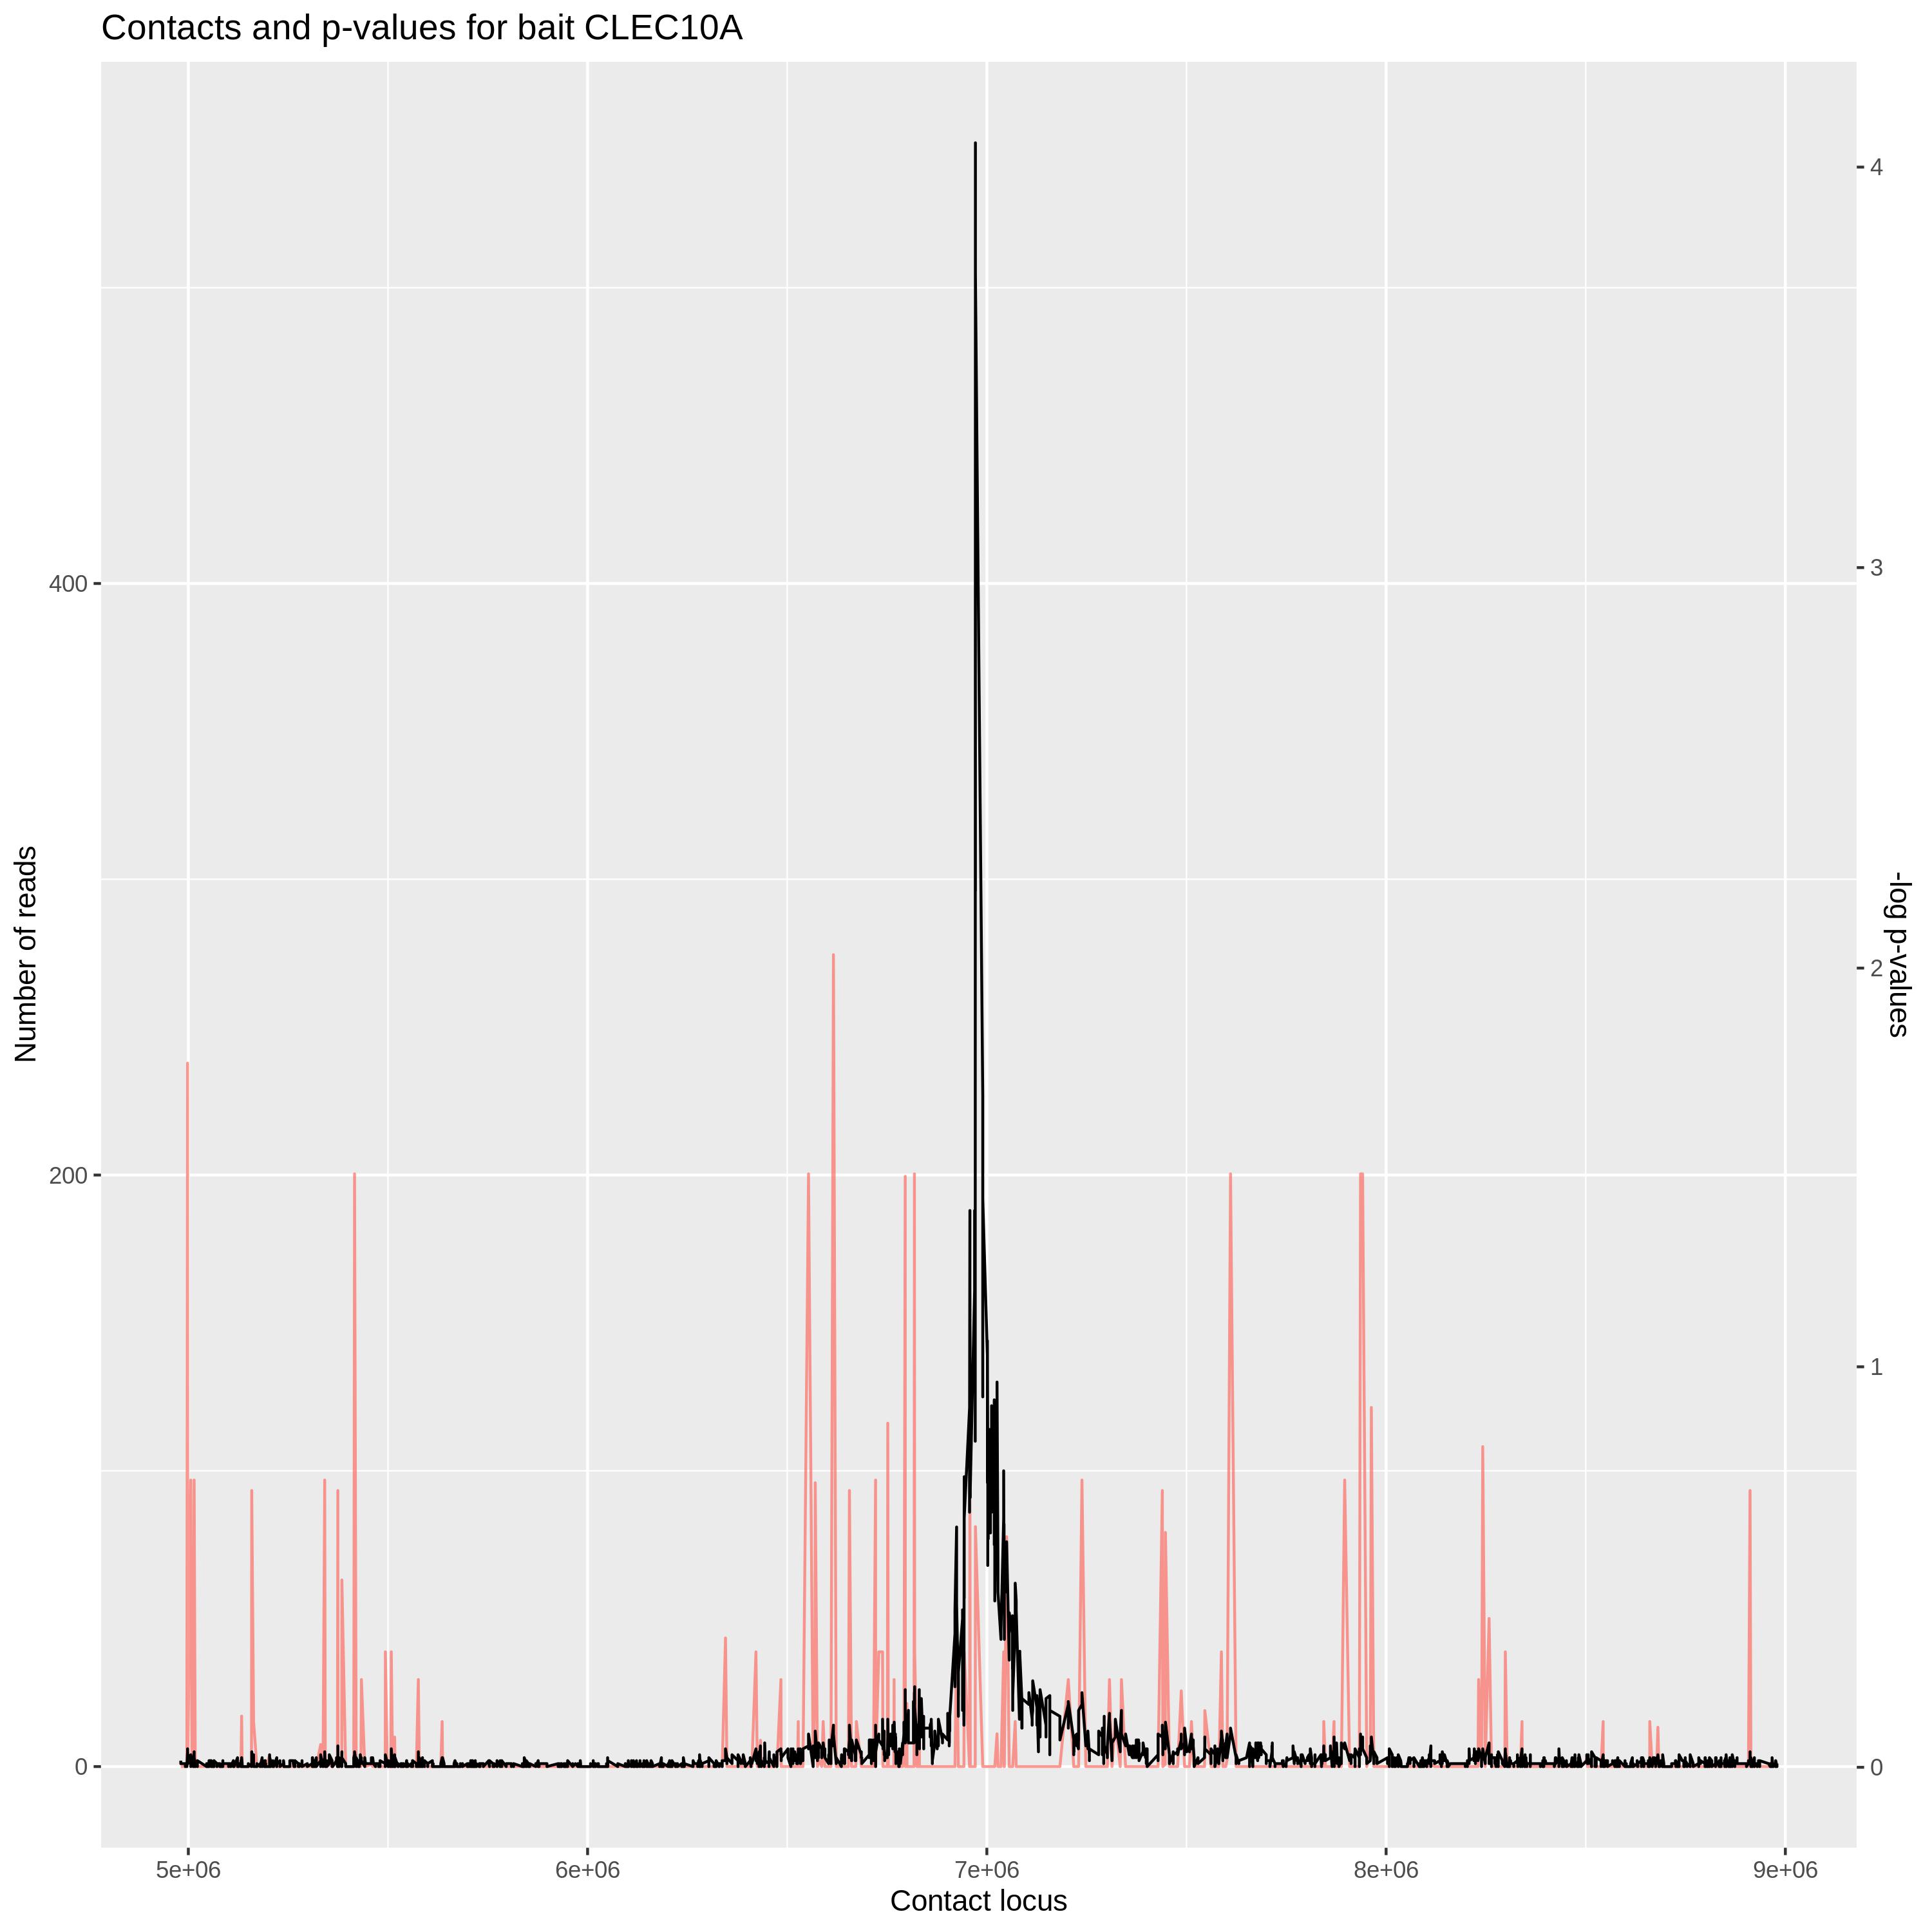 Contacts and p-values for bait CLEC10A
Number of reads
400
200
0
4
3
2
1
0
-log p-values
5e+06 6e+06 7e+06 8e+06 9e+06
Contact locus